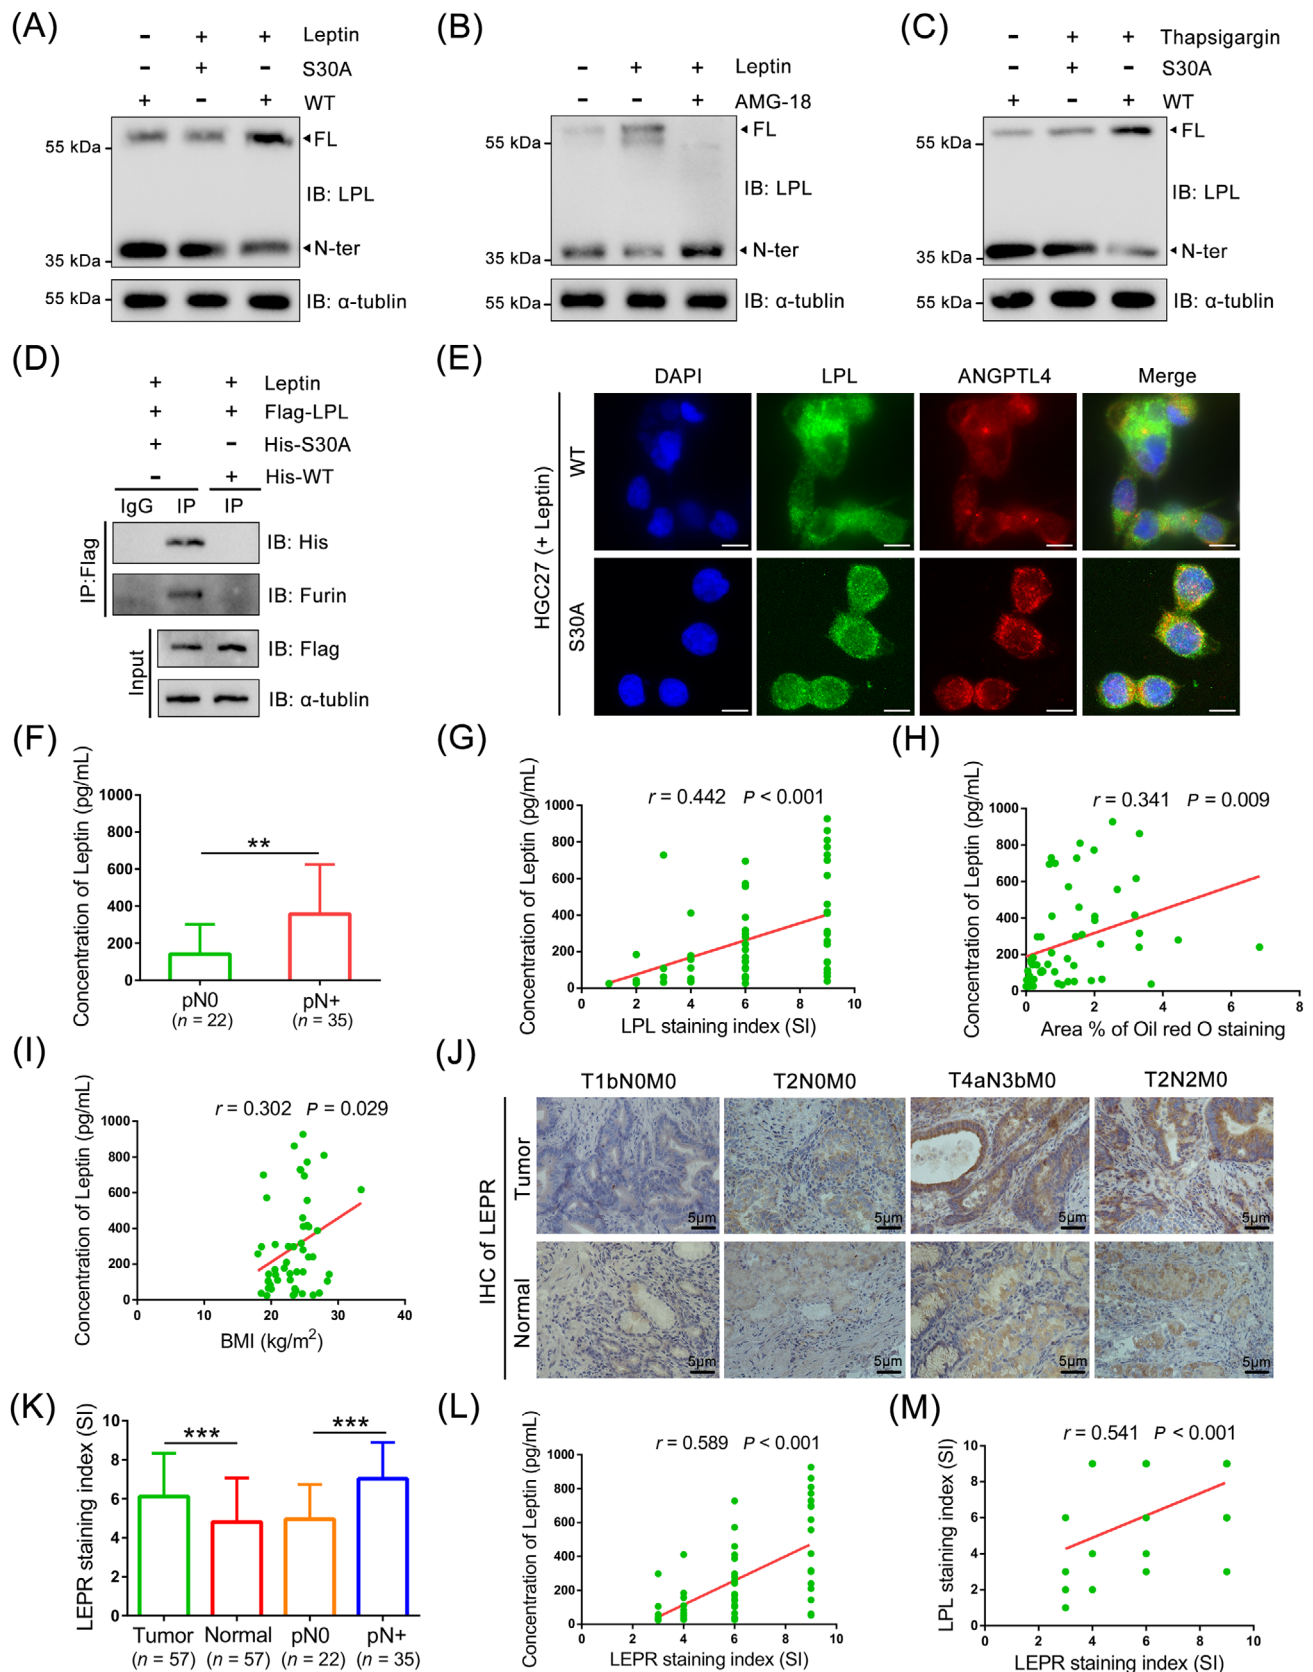 (A)
- + + Leptin
- + - S30A
+ - + WT
55 kDa
FL
IB: LPL
35 kDa
N-ter
55 kDa
IB: α-tublin
(B)
- + + Leptin
- - + AMG-18
55 kDa
FL
IB: LPL
35 kDa
N-ter
55 kDa
IB: α-tublin
(C)
- + + Thapsigargin
- + - S30A
+ - + WT
55 kDa
FL
IB: LPL
35 kDa
N-ter
55 kDa
IB: α-tublin
(D)
+ + Leptin
+ + Flag-LPL
+ - His-S30A
- + His-WT
IgG IP IP
IP:Flag
IB: His
IB: Furin
Input
IB: Flag
IB: α-tublin
(E)
DAPI LPL ANGPTL4 Merge
HGC27 (+ Leptin)
WT
S30A
(F)
Concentration of Leptin (pg/mL)
1000
800
600
400
200
0
**
pN0 pN+
(n = 22) (n = 35)
(G)
Concentration of Leptin (pg/mL)
r = 0.442 P < 0.001
1000
800
600
400
200
0
0 2 4 6 8 10
LPL staining index (SI)
(H)
Concentration of Leptin (pg/mL)
r = 0.341 P = 0.009
1000
800
600
400
200
0
0 2 4 6 8
Area % of Oil red O staining
(I)
Concentration of Leptin (pg/mL)
r = 0.302 P = 0.029
1000
800
600
400
200
0
0 10 20 30 40
BMI (kg/m²)
(J)
T1bN0M0 T2N0M0 T4aN3bM0 T2N2M0
IHC of LEPR
Tumor
5μm 5μm 5μm 5μm
Normal
5μm 5μm 5μm 5μm
(K)
LEPR staining index (SI)
10
8
6
4
2
0
*** ***
Tumor Normal pN0 pN+
(n = 57) (n = 57) (n = 22) (n = 35)
(L)
Concentration of Leptin (pg/mL)
r = 0.589 P < 0.001
1000
800
600
400
200
0
0 2 4 6 8 10
LEPR staining index (SI)
(M)
LPL staining index (SI)
r = 0.541 P < 0.001
10
8
6
4
2
0
0 2 4 6 8 10
LEPR staining index (SI)